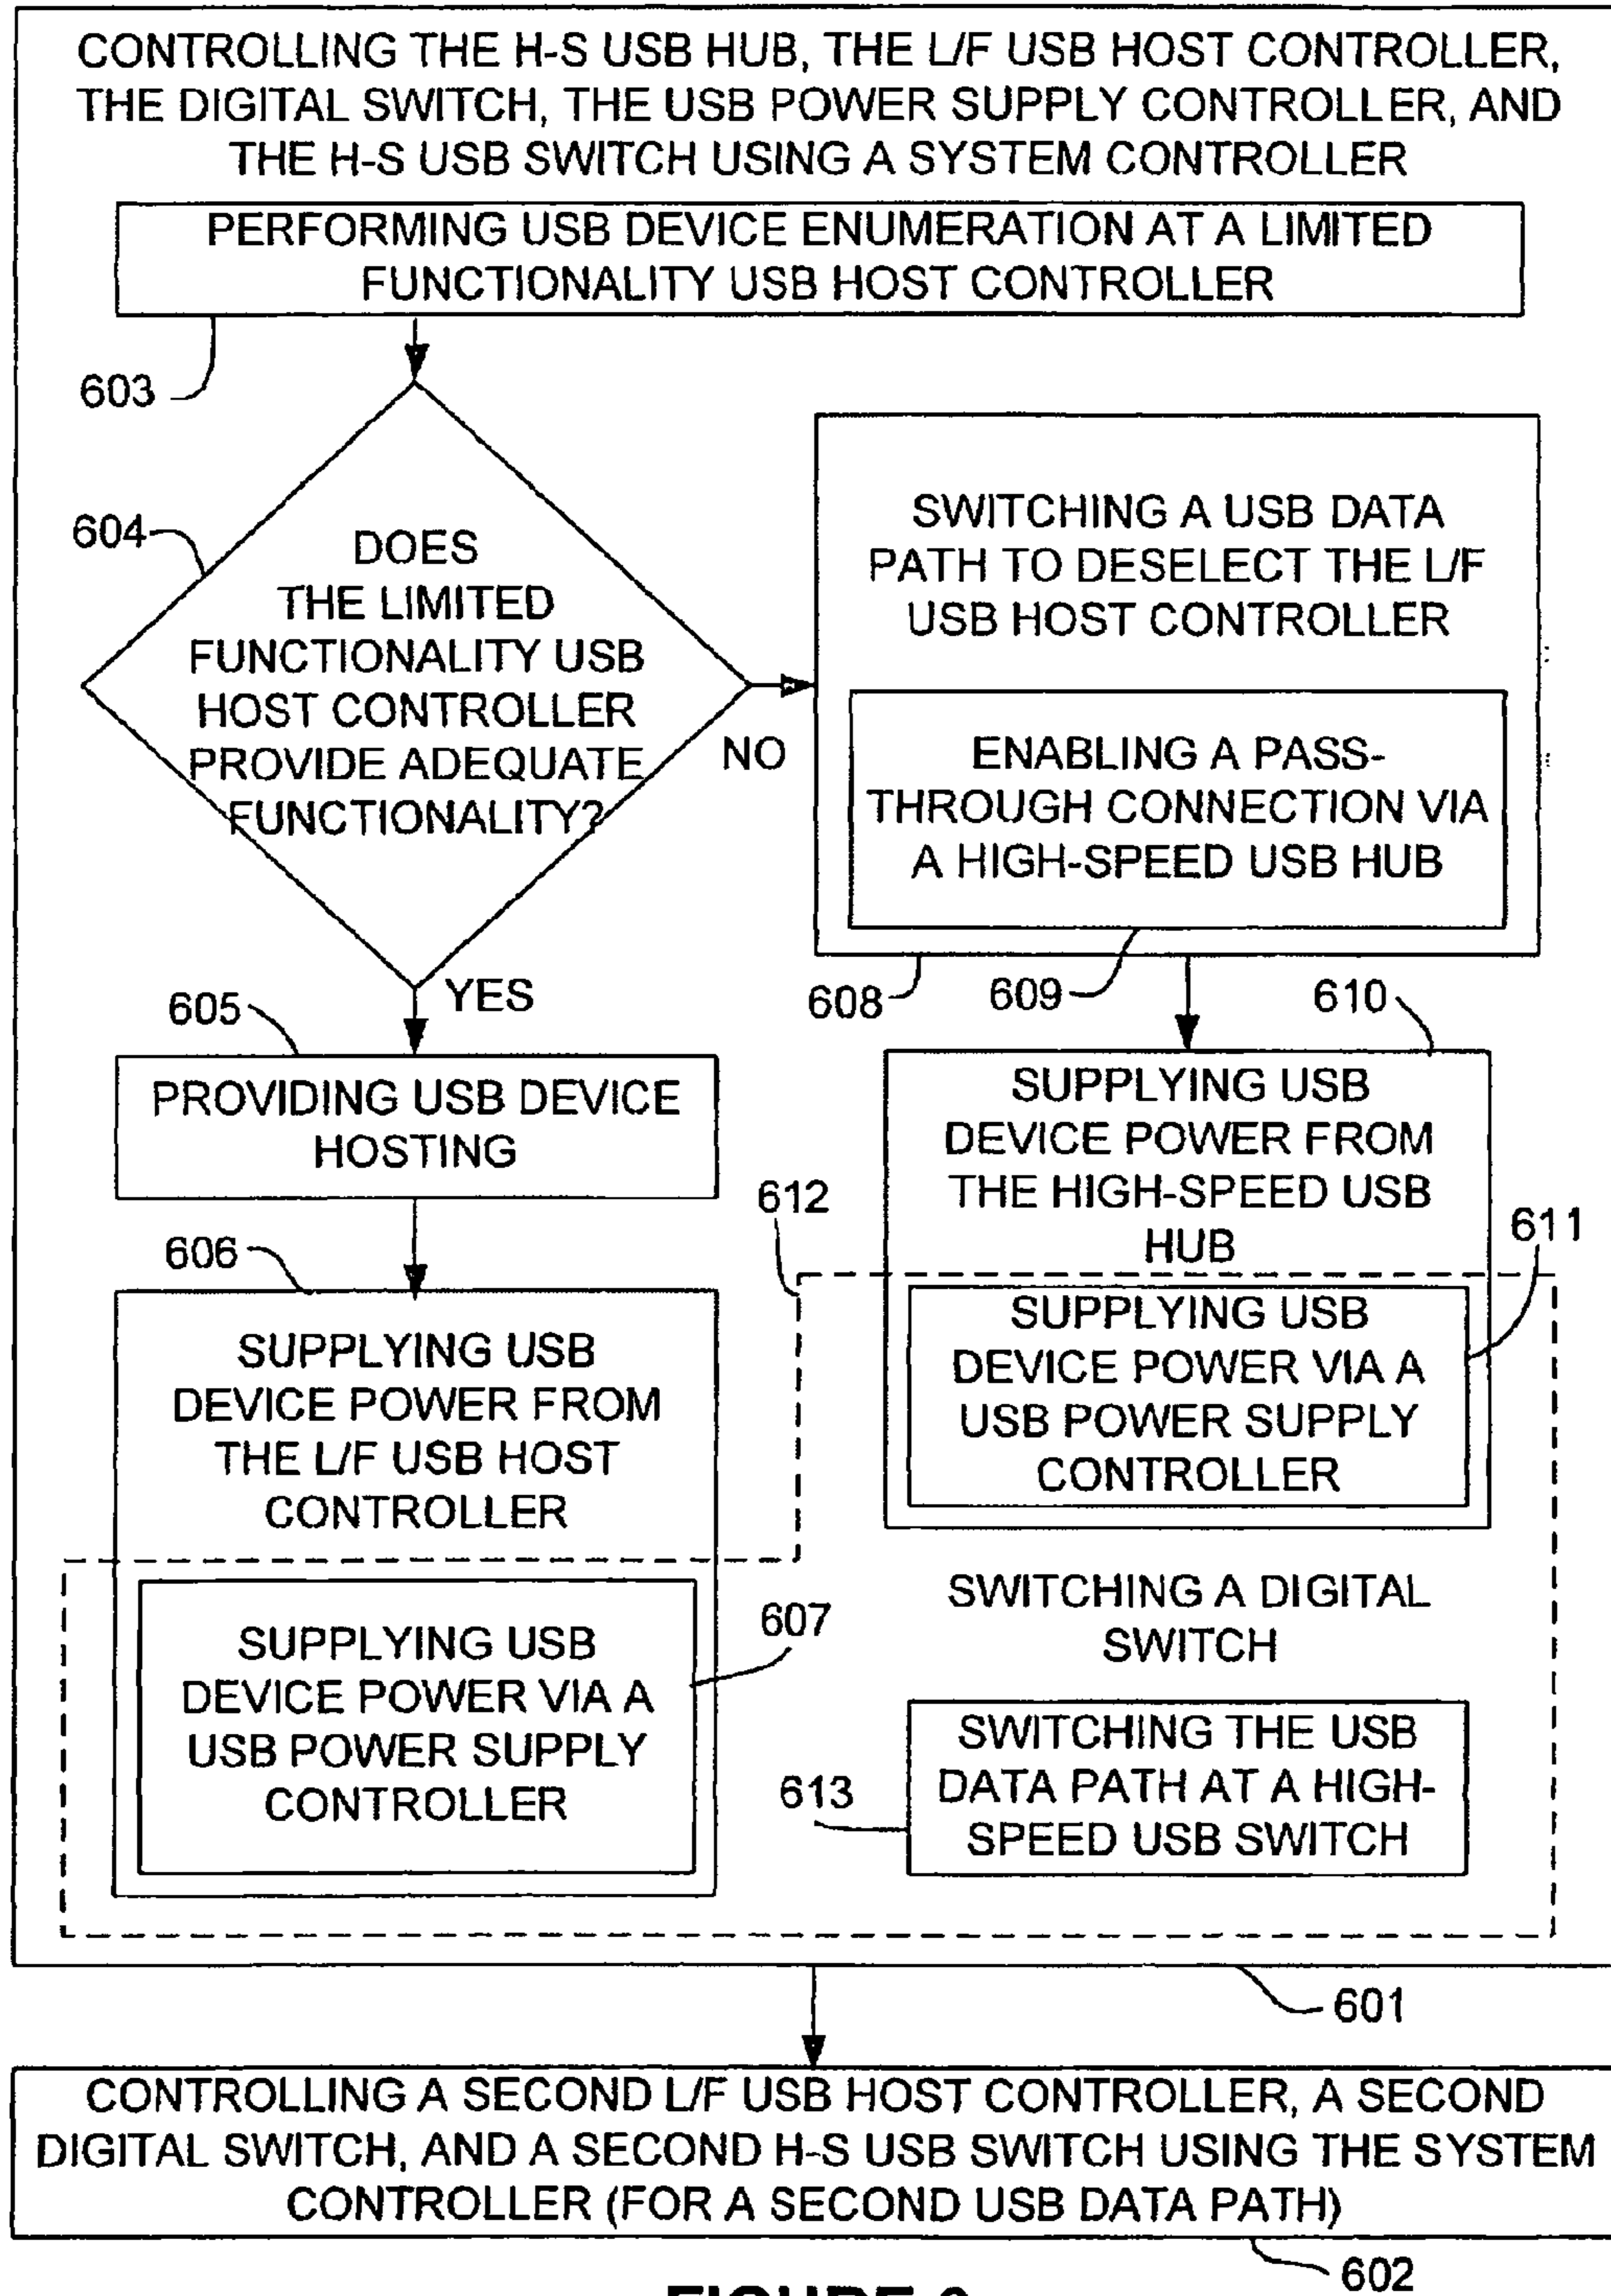 CONTROLLING THE H-S USB HUB, THE L/F USB HOST CONTROLLER,
THE DIGITAL SWITCH, THE USB POWER SUPPLY CONTROLLER, AND
THE H-S USB SWITCH USING A SYSTEM CONTROLLER
PERFORMING USB DEVICE ENUMERATION AT A LIMITED
FUNCTIONALITY USB HOST CONTROLLER
603
604
DOES
THE LIMITED
FUNCTIONALITY USB
HOST CONTROLLER
PROVIDE ADEQUATE
FUNCTIONALITY?
NO
YES
SWITCHING A USB DATA
PATH TO DESELECT THE L/F
USB HOST CONTROLLER
ENABLING A PASS-
THROUGH CONNECTION VIA
A HIGH-SPEED USB HUB
608
609
610
605
PROVIDING USB DEVICE
HOSTING
606
SUPPLYING USB
DEVICE POWER FROM
THE L/F USB HOST
CONTROLLER
SUPPLYING USB
DEVICE POWER VIA A
USB POWER SUPPLY
CONTROLLER
607
612
SUPPLYING USB
DEVICE POWER FROM
THE HIGH-SPEED USB
HUB
611
SUPPLYING USB
DEVICE POWER VIA A
USB POWER SUPPLY
CONTROLLER
SWITCHING A DIGITAL
SWITCH
613
SWITCHING THE USB
DATA PATH AT A HIGH-
SPEED USB SWITCH
601
CONTROLLING A SECOND L/F USB HOST CONTROLLER, A SECOND
DIGITAL SWITCH, AND A SECOND H-S USB SWITCH USING THE SYSTEM
CONTROLLER (FOR A SECOND USB DATA PATH)
602
FIGURE